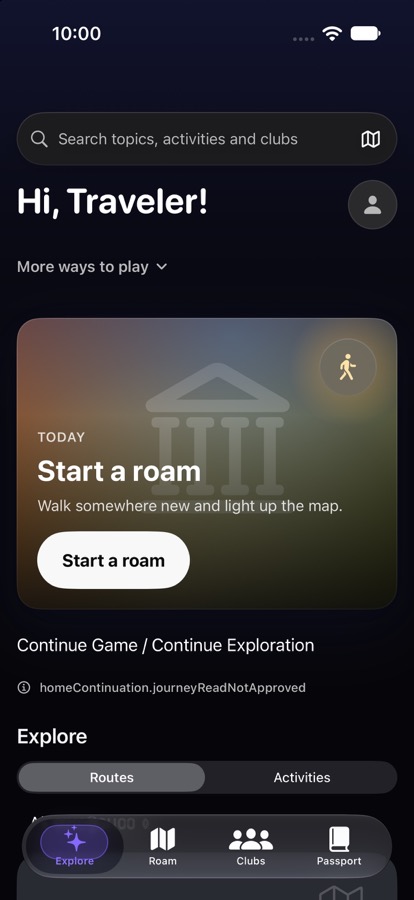 10:00
Search topics, activities and clubs
Hi, Traveler!
More ways to play
TODAY
Start a roam
Walk somewhere new and light up the map.
Start a roam
Continue Game / Continue Exploration
homeContinuation.journeyReadNotApproved
Explore
Routes
Activities
Explore
Roam
Clubs
Passport